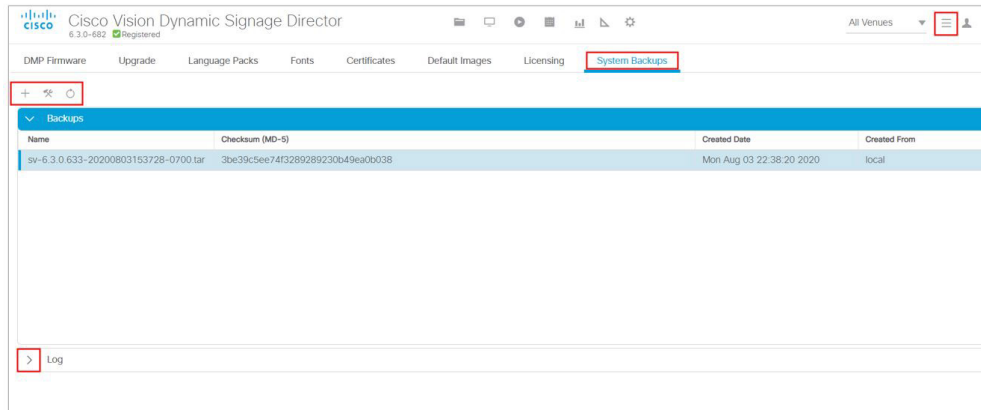 CISCO
Cisco Vision Dynamic Signage Director
6.3.0-682 Registered
All Venues
DMP Firmware Upgrade Language Packs Fonts Certificates Default Images Licensing System Backups
Backups
Name Checksum (MD-5) Created Date Created From
sv-6.3.0.633-20200803153728-0700.tar 3be39c5ee74f3289289230b49ea0b038 Mon Aug 03 22:38:20 2020 local
Log